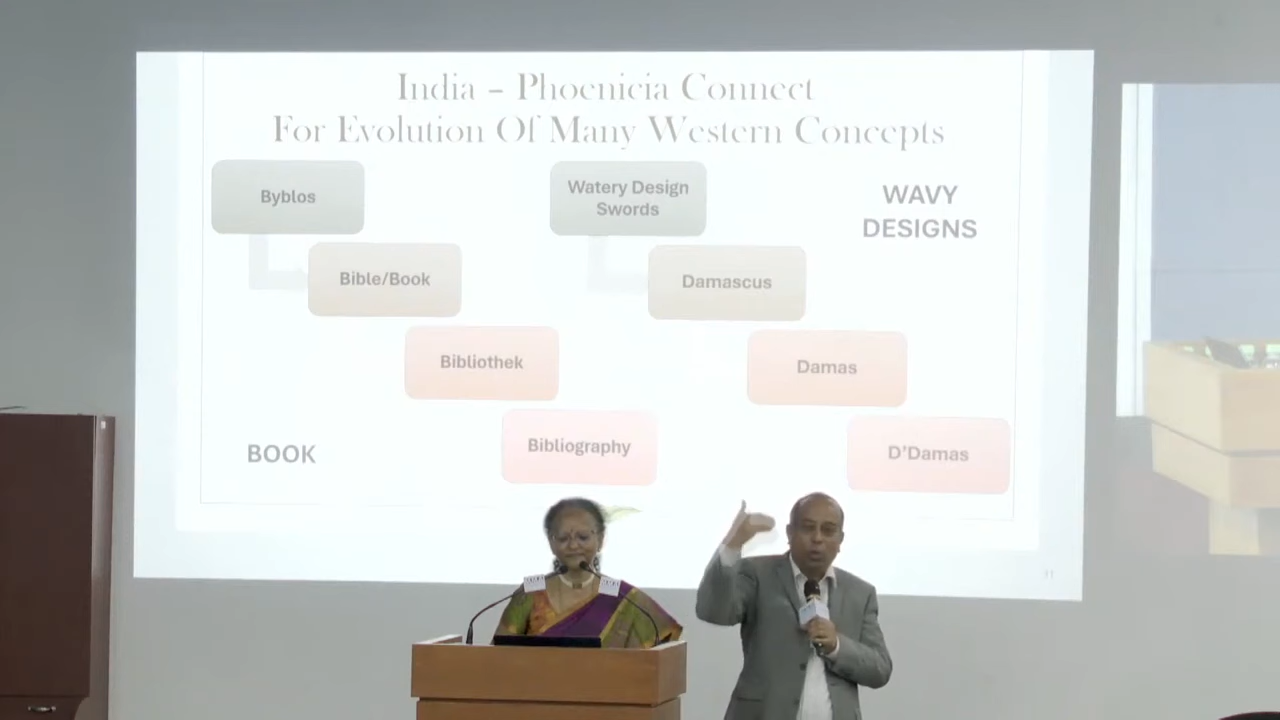 India – Phoenicia Connect
For Evolution Of Many Western Concepts
Byblos
Bible/Book
Bibliothek
Bibliography
BOOK
Watery Design
Swords
Damascus
Damas
D'Damas
WAVY
DESIGNS